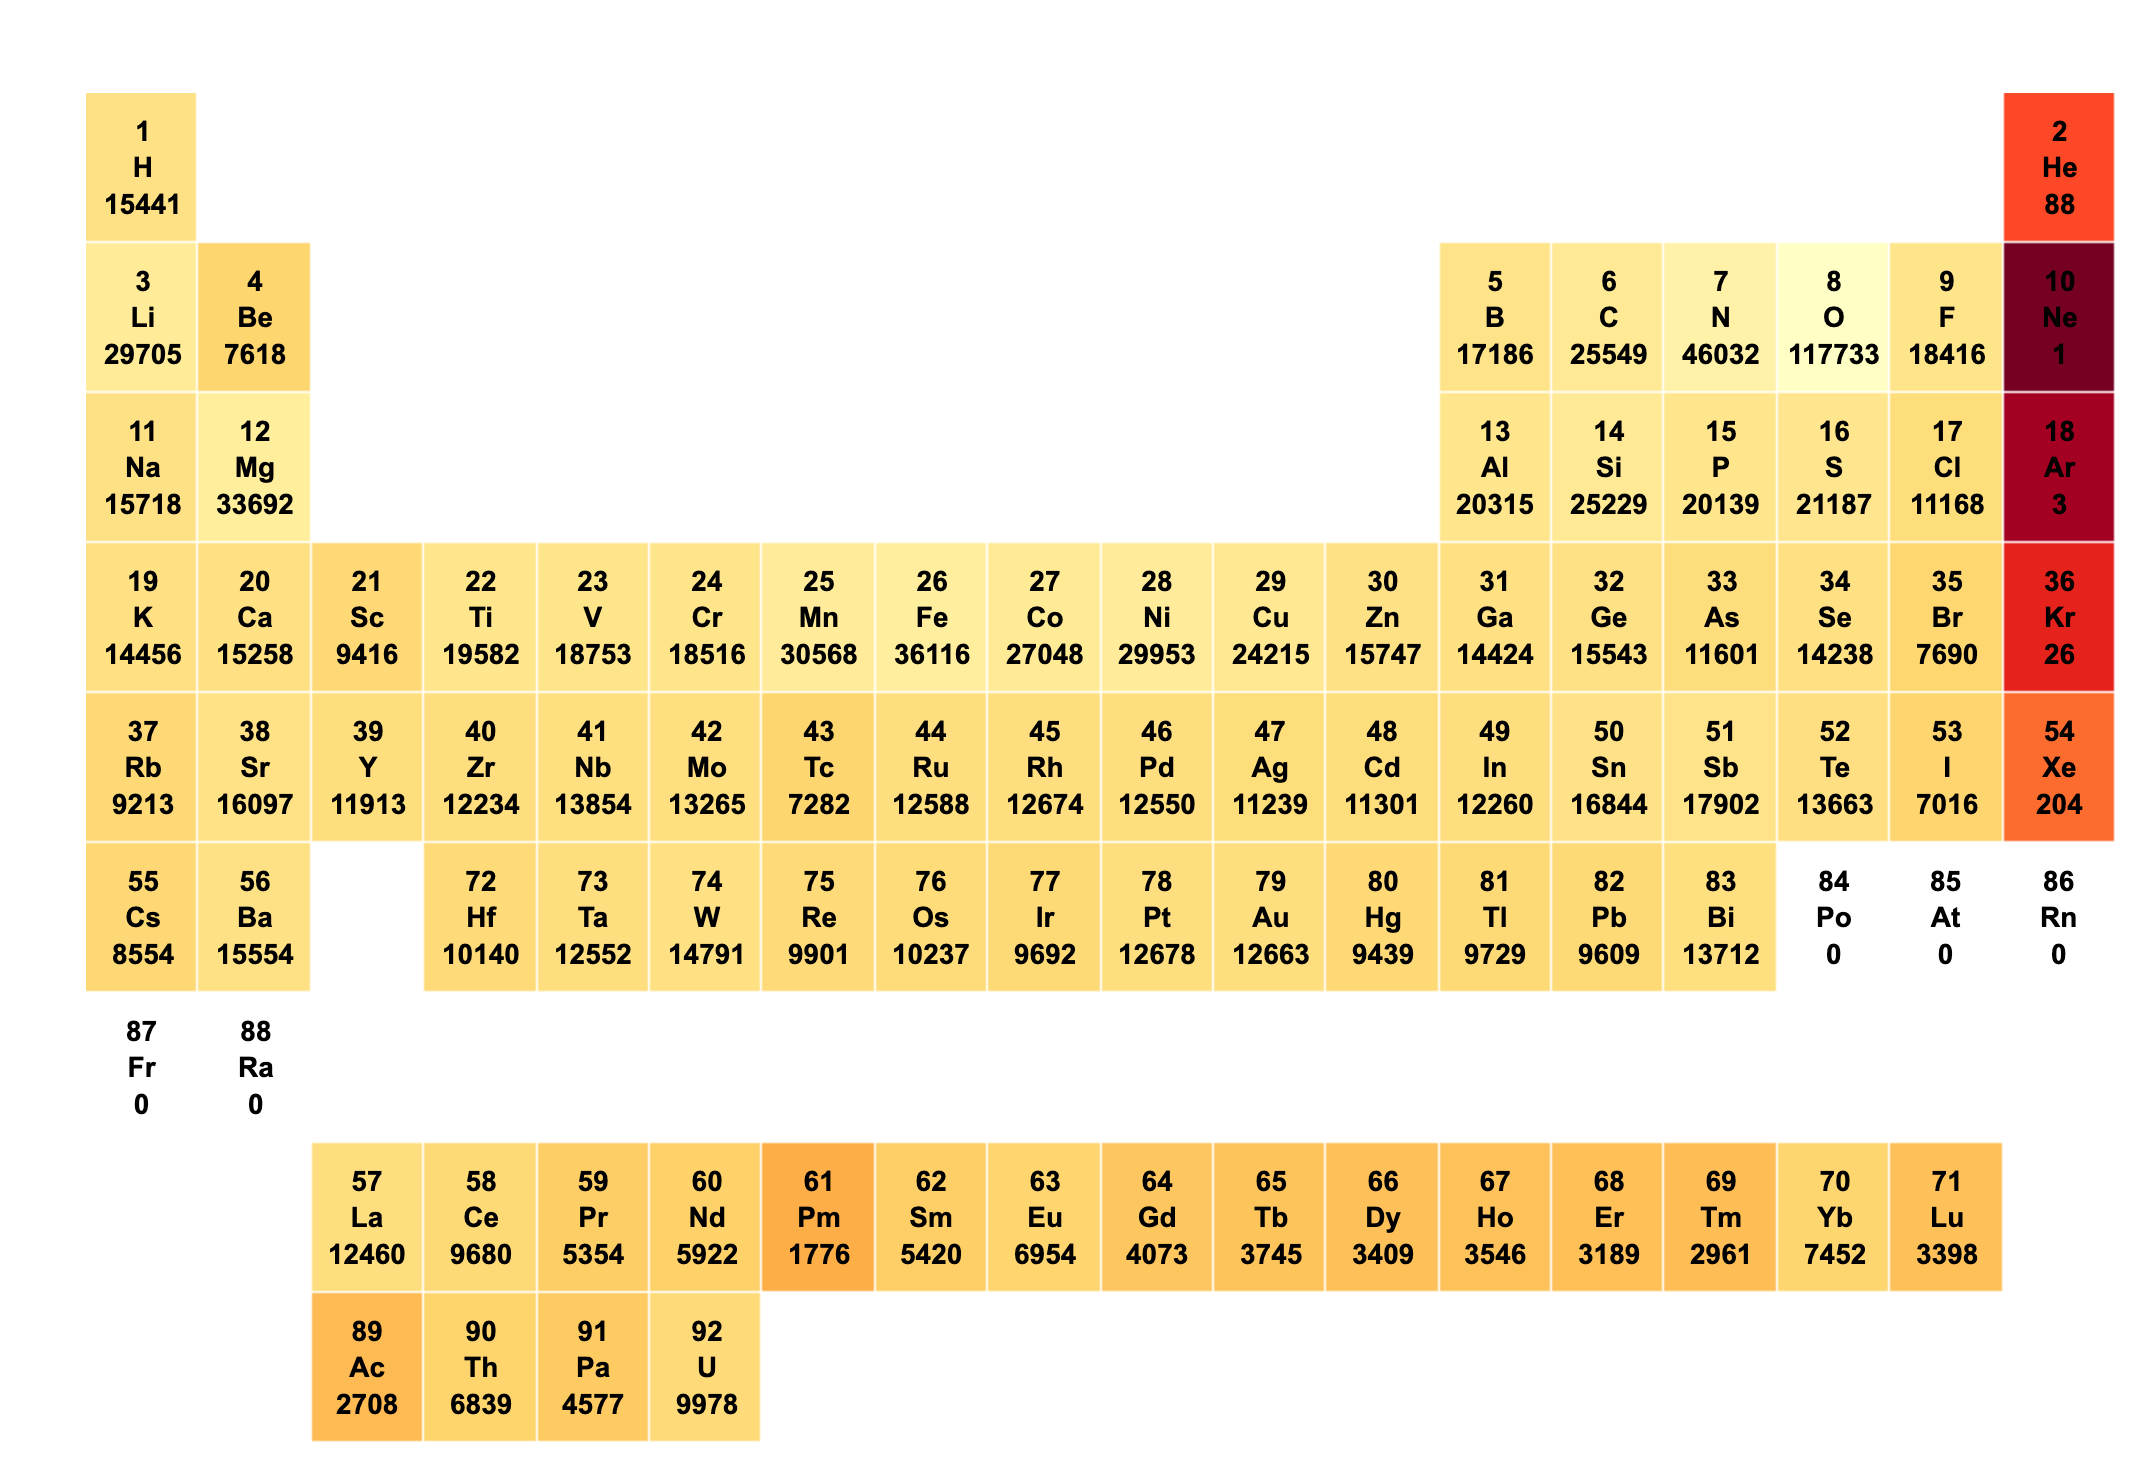 1
H
15441
2
He
88
3
Li
29705
4
Be
7618
5
B
17186
6
C
25549
7
N
46032
8
O
117733
9
F
18416
10
Ne
1
11
Na
15718
12
Mg
33692
13
Al
20315
14
Si
25229
15
P
20139
16
S
21187
17
Cl
11168
18
Ar
3
19
K
14456
20
Ca
15258
21
Sc
9416
22
Ti
19582
23
V
18753
24
Cr
18516
25
Mn
30568
26
Fe
36116
27
Co
27048
28
Ni
29953
29
Cu
24215
30
Zn
15747
31
Ga
14424
32
Ge
15543
33
As
11601
34
Se
14238
35
Br
7690
36
Kr
26
37
Rb
9213
38
Sr
16097
39
Y
11913
40
Zr
12234
41
Nb
13854
42
Mo
13265
43
Tc
7282
44
Ru
12588
45
Rh
12674
46
Pd
12550
47
Ag
11239
48
Cd
11301
49
In
12260
50
Sn
16844
51
Sb
17902
52
Te
13663
53
I
7016
54
Xe
204
55
Cs
8554
56
Ba
15554
72
Hf
10140
73
Ta
12552
74
W
14791
75
Re
9901
76
Os
10237
77
Ir
9692
78
Pt
12678
79
Au
12663
80
Hg
9439
81
Tl
9729
82
Pb
9609
83
Bi
13712
84
Po
0
85
At
0
86
Rn
0
87
Fr
0
88
Ra
0
57
La
12460
58
Ce
9680
59
Pr
5354
60
Nd
5922
61
Pm
1776
62
Sm
5420
63
Eu
6954
64
Gd
4073
65
Tb
3745
66
Dy
3409
67
Ho
3546
68
Er
3189
69
Tm
2961
70
Yb
7452
71
Lu
3398
89
Ac
2708
90
Th
6839
91
Pa
4577
92
U
9978